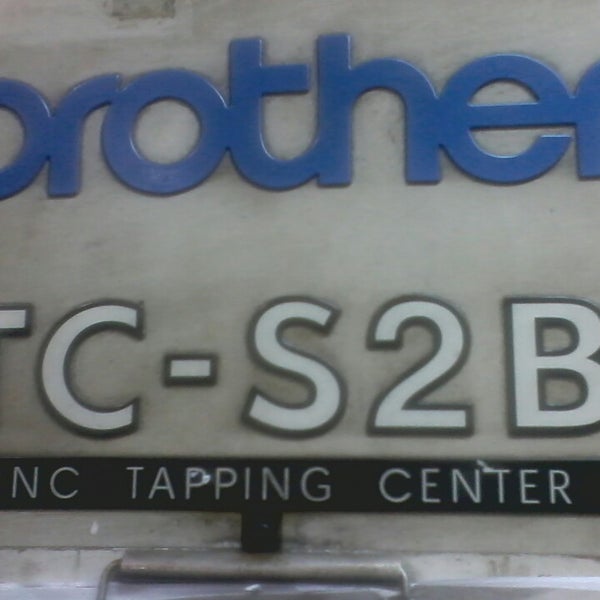 brother
TC-S2B
NC TAPPING CENTER